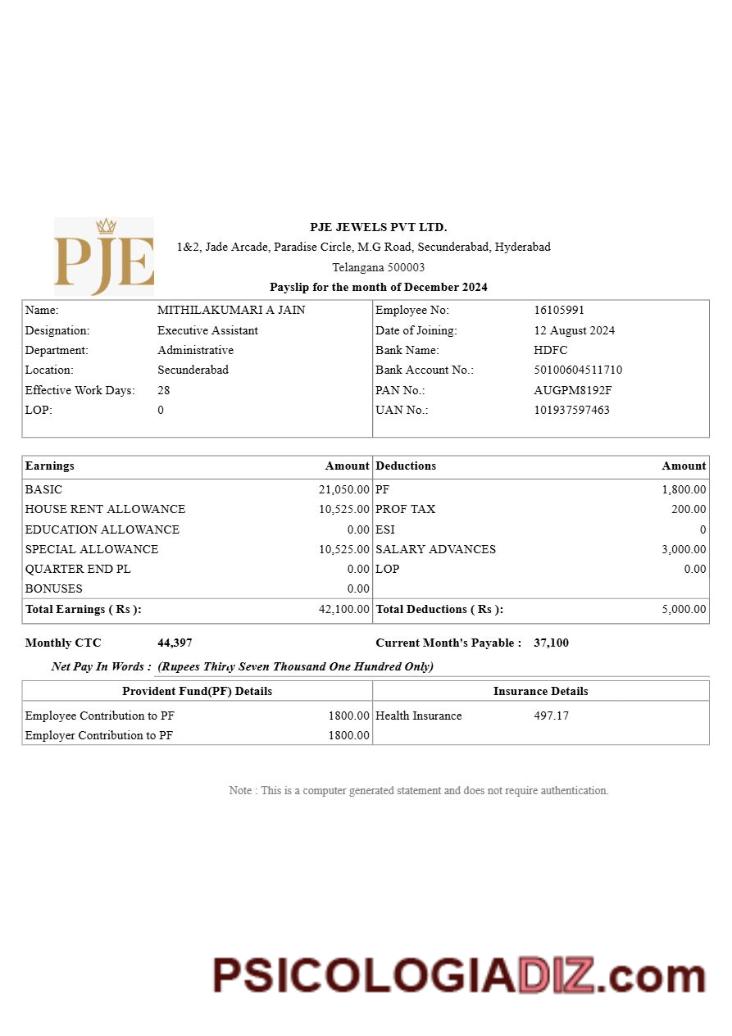 PJE
PJE JEWELS PVT LTD.
1&2, Jade Arcade, Paradise Circle, M.G Road, Secunderabad, Hyderabad
Telangana 500003
Payslip for the month of December 2024
Name: MITHILAKUMARI A JAIN Employee No: 16105991
Designation: Executive Assistant Date of Joining: 12 August 2024
Department: Administrative Bank Name: HDFC
Location: Secunderabad Bank Account No.: 50100604511710
Effective Work Days: 28 PAN No.: AUGPM8192F
LOP: 0 UAN No.: 101937597463
Earnings Amount Deductions Amount
BASIC 21,050.00 PF 1,800.00
HOUSE RENT ALLOWANCE 10,525.00 PROF TAX 200.00
EDUCATION ALLOWANCE 0.00 ESI 0
SPECIAL ALLOWANCE 10,525.00 SALARY ADVANCES 3,000.00
QUARTER END PL 0.00 LOP 0.00
BONUSES 0.00
Total Earnings ( Rs ): 42,100.00 Total Deductions ( Rs ): 5,000.00
Monthly CTC 44,397 Current Month's Payable : 37,100
Net Pay In Words : (Rupees Thirty Seven Thousand One Hundred Only)
Provident Fund(PF) Details Insurance Details
Employee Contribution to PF 1800.00 Health Insurance 497.17
Employer Contribution to PF 1800.00
Note : This is a computer generated statement and does not require authentication.
PSICOLOGIADIZ.com